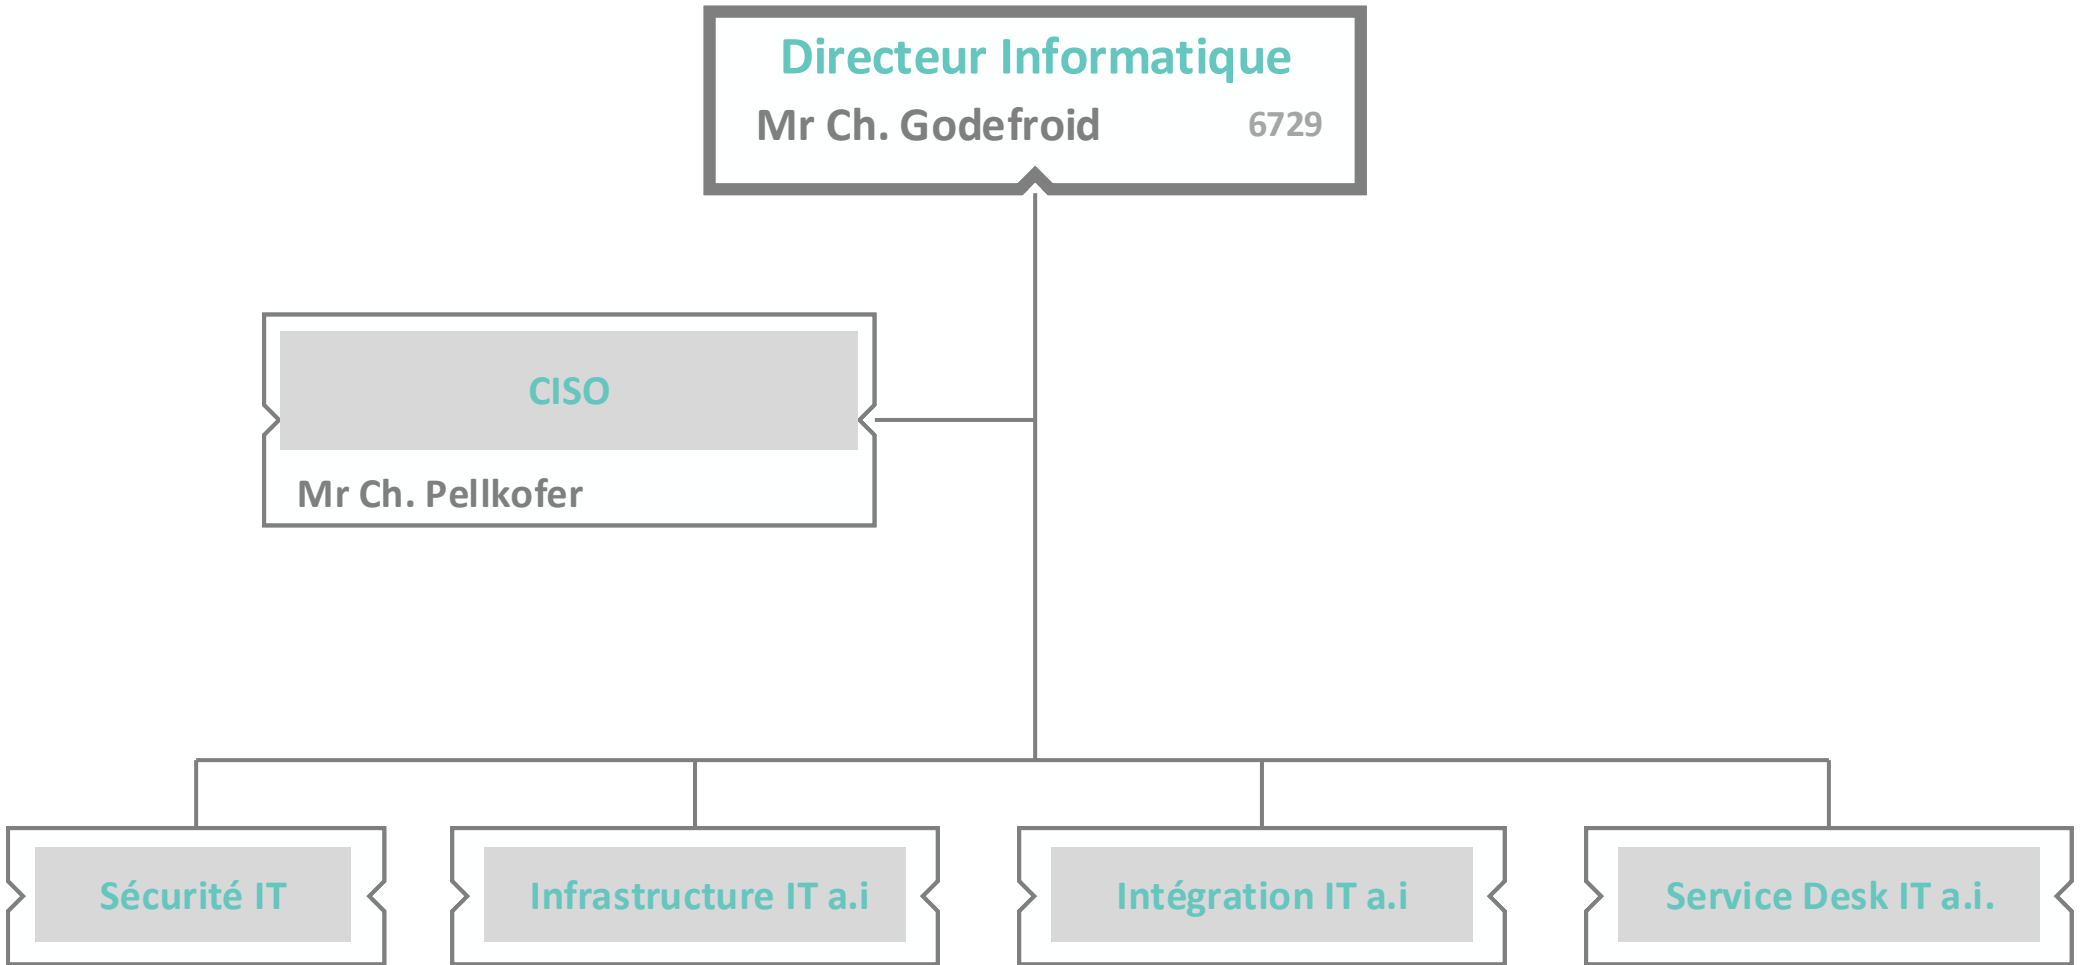 Directeur Informatique
Mr Ch. Godefroid 6729
CISO
Mr Ch. Pellkofer
Sécurité IT
Infrastructure IT a.i
Intégration IT a.i
Service Desk IT a.i.